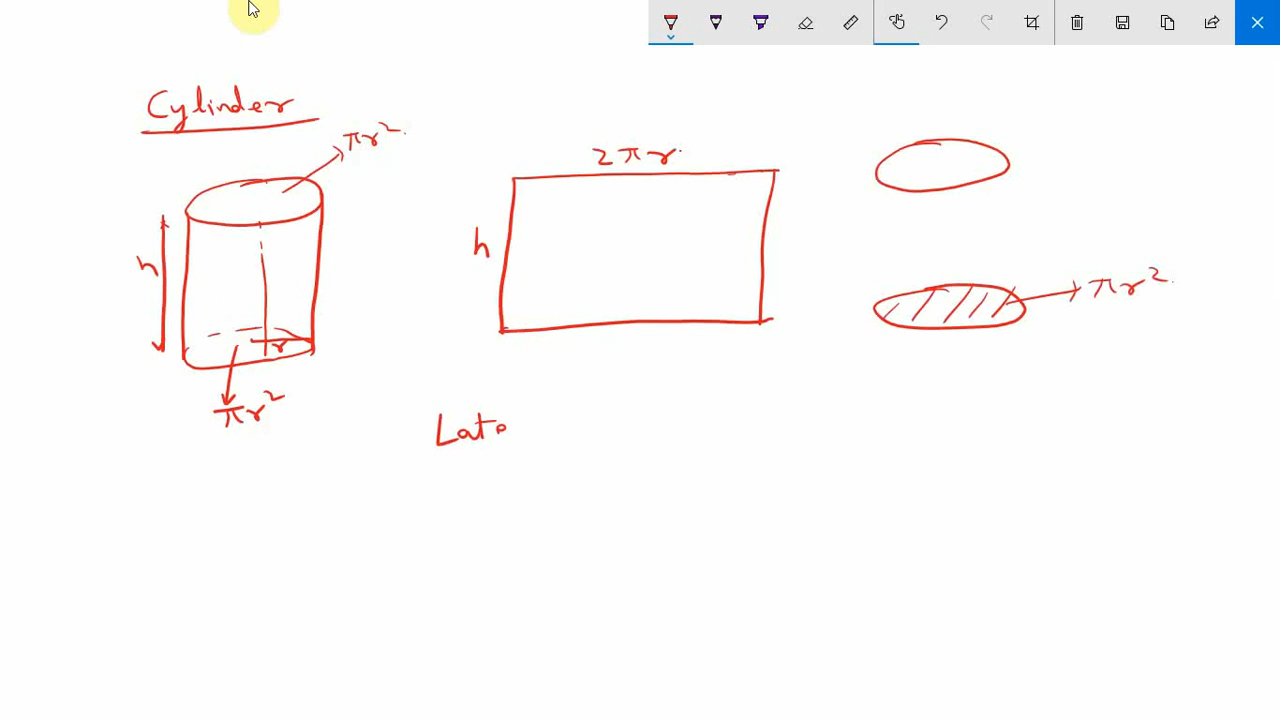 Cylinder
πr².
2πr.
h
h
r
πr².
πr²
Late